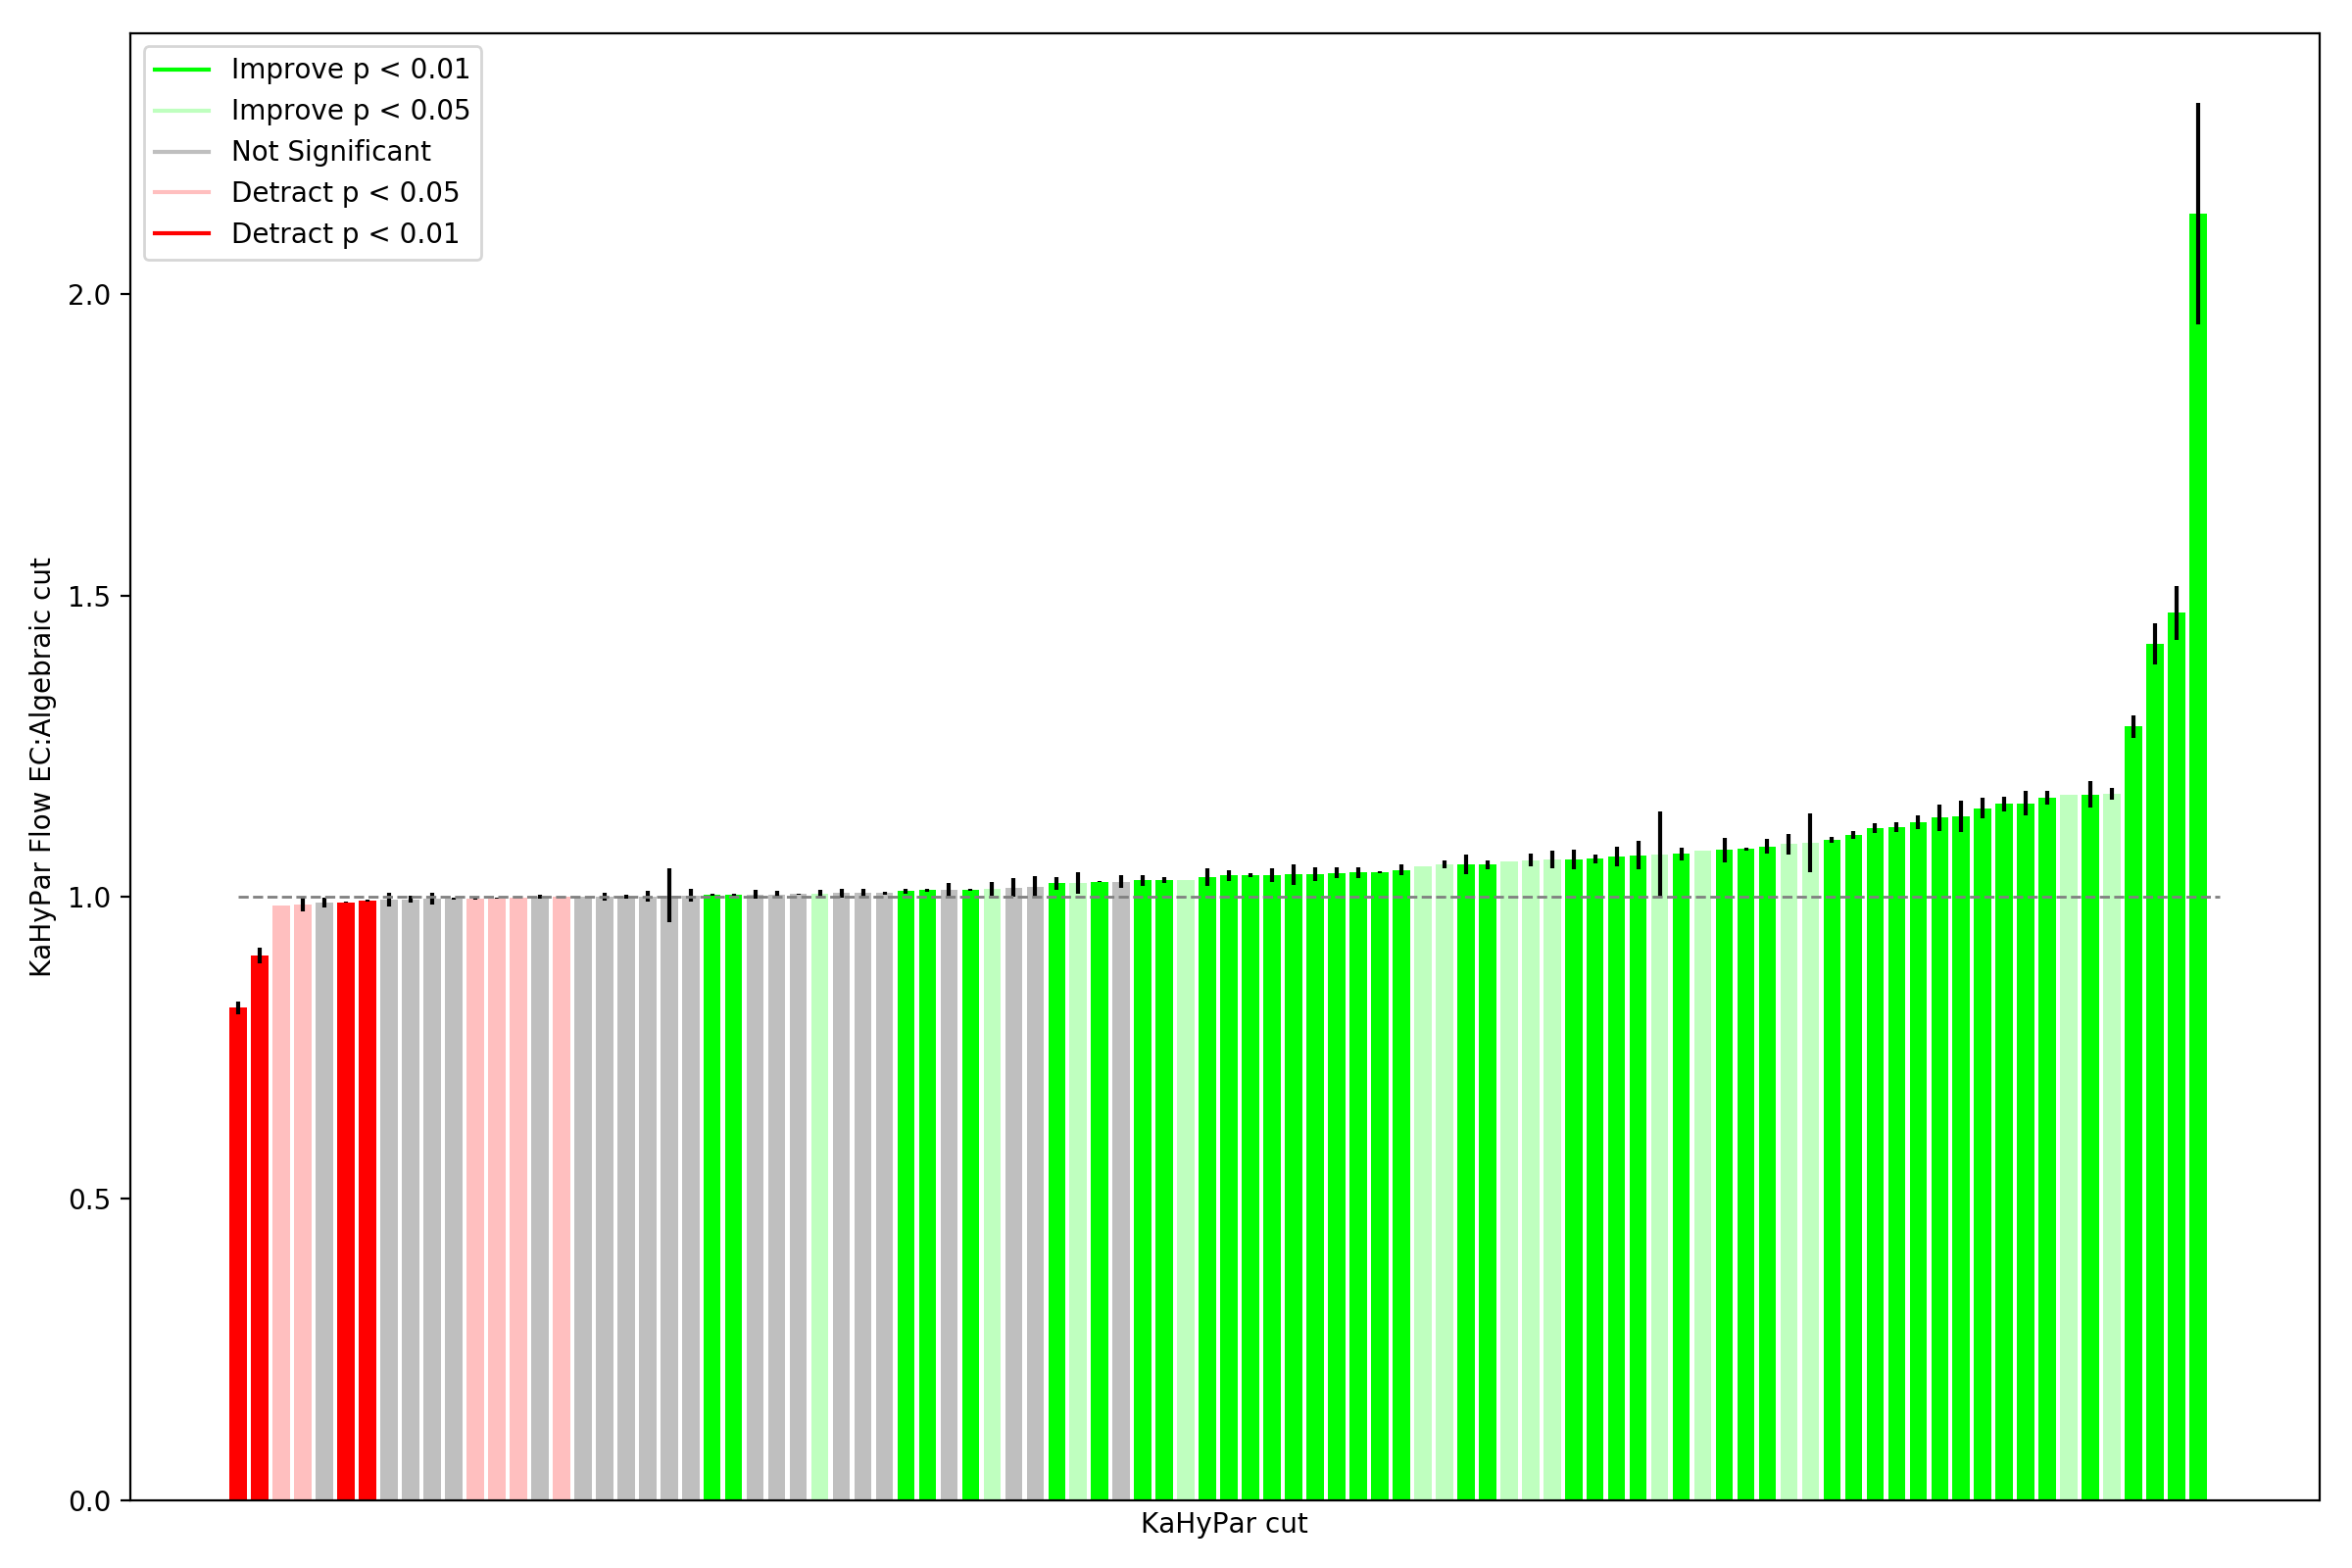 Improve p < 0.01
Improve p < 0.05
Not Significant
Detract p < 0.05
Detract p < 0.01
KaHyPar Flow EC:Algebraic cut
2.0
1.5
1.0
0.5
0.0
KaHyPar cut